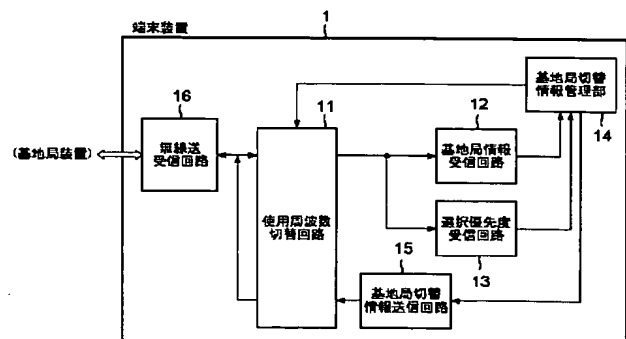 端末装置
1
16
無線送
受信回路
(基地局装置)
11
使用周波数
切替回路
12
基地局情報
受信回路
選択優先度
受信回路
13
基地局切替
情報管理部
14
15
基地局切替
情報送信回路